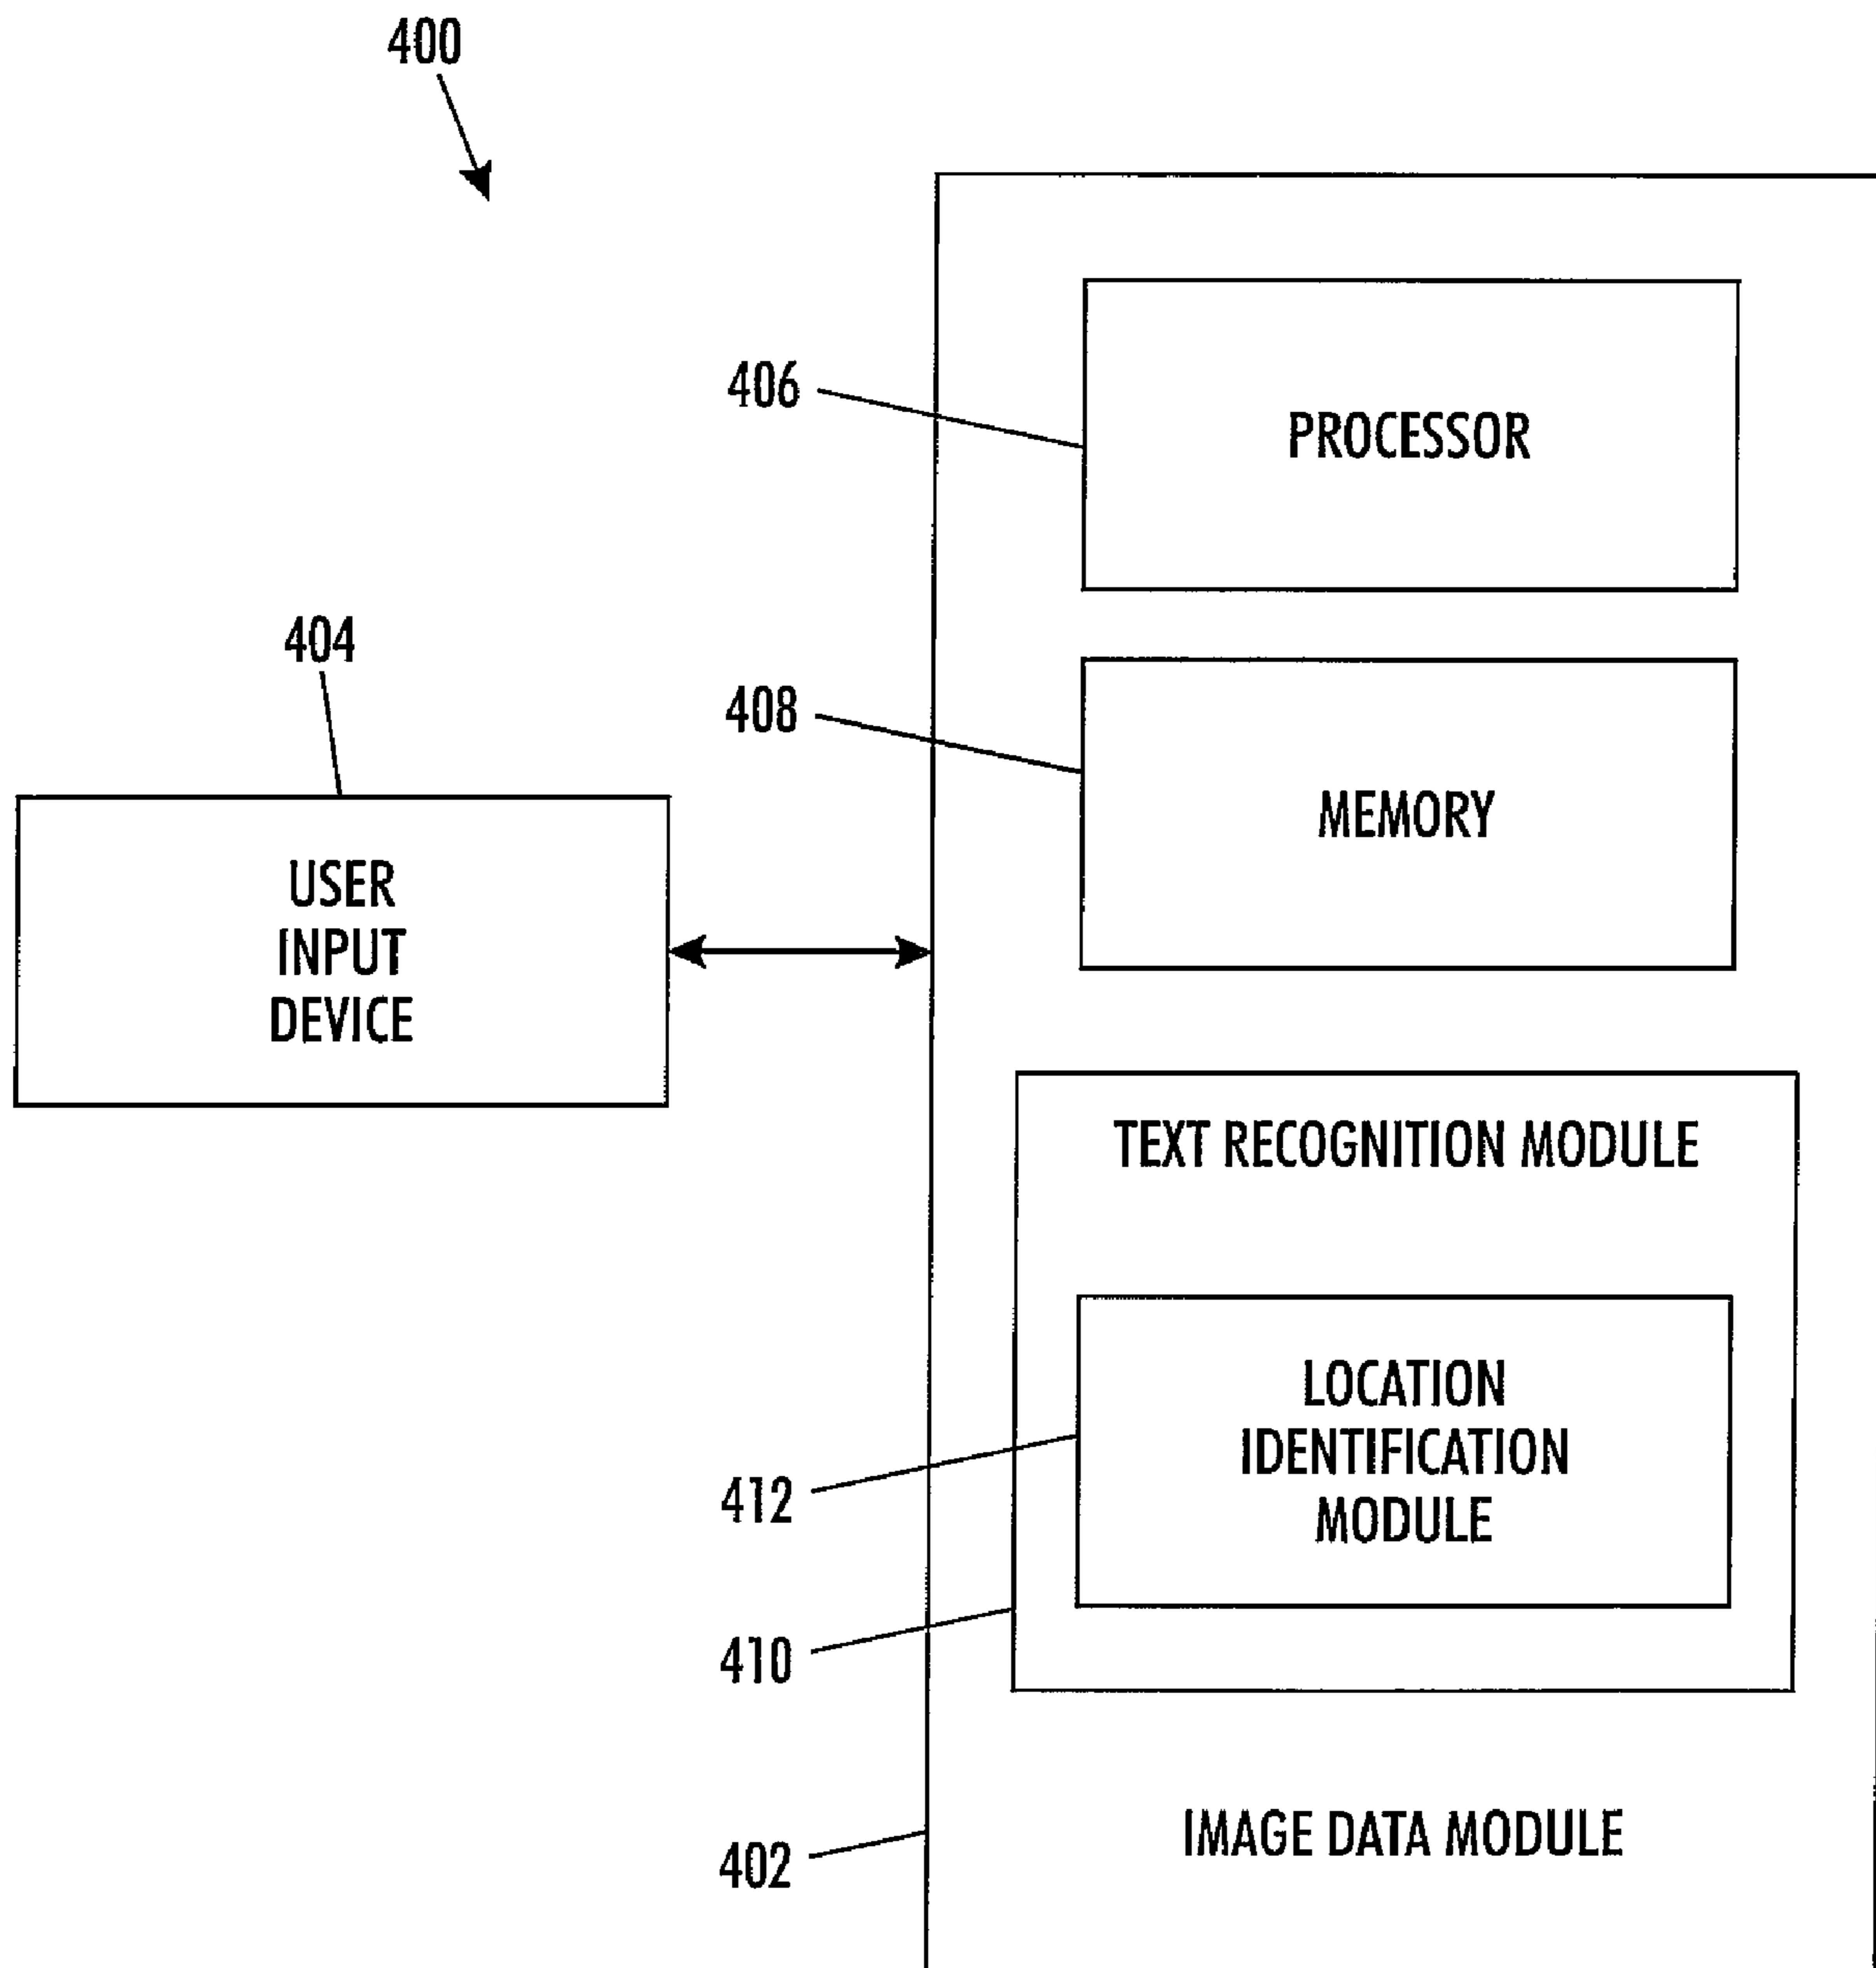 400
406
PROCESSOR
404
408
MEMORY
USER
INPUT
DEVICE
TEXT RECOGNITION MODULE
LOCATION
IDENTIFICATION
MODULE
412
410
IMAGE DATA MODULE
402